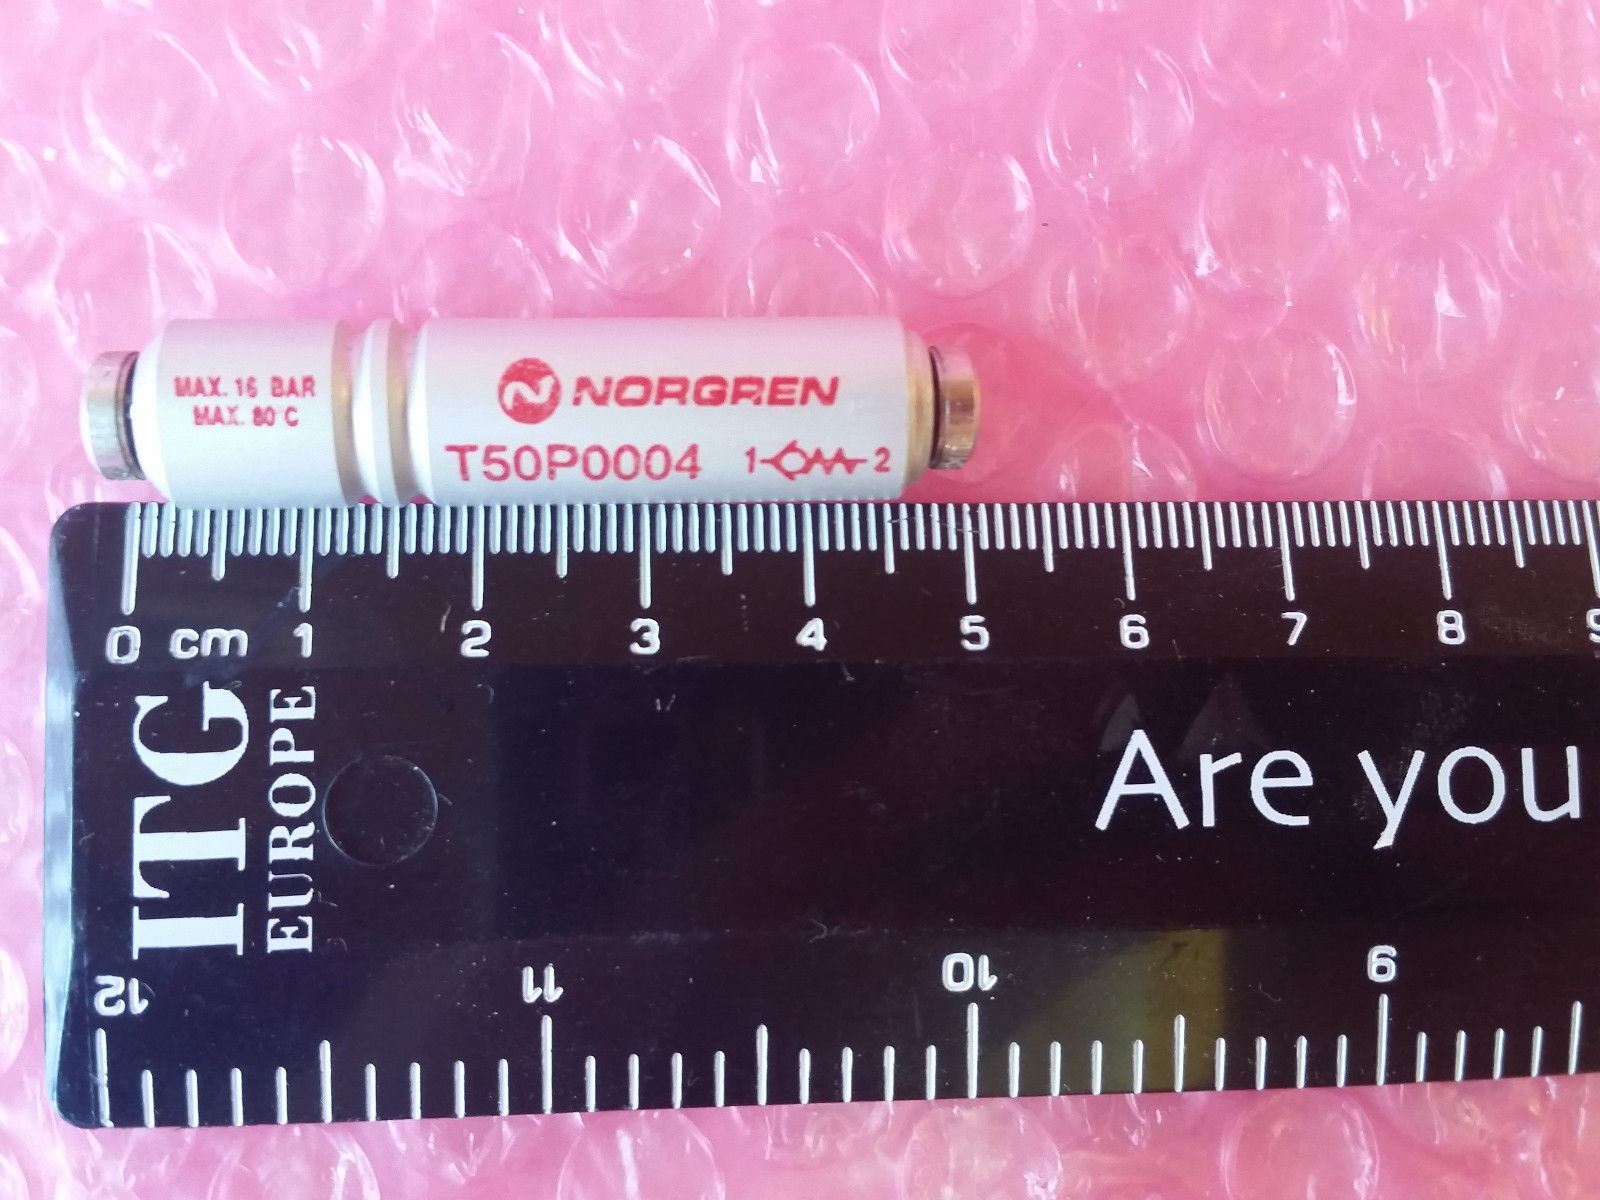 MAX. 16 BAR
MAX. 80°C
NORGREN
T50P0004 1 2
0 cm 1 2 3 4 5 6 7 8 9
ITG
EUROPE
Are you
12 11 10 9